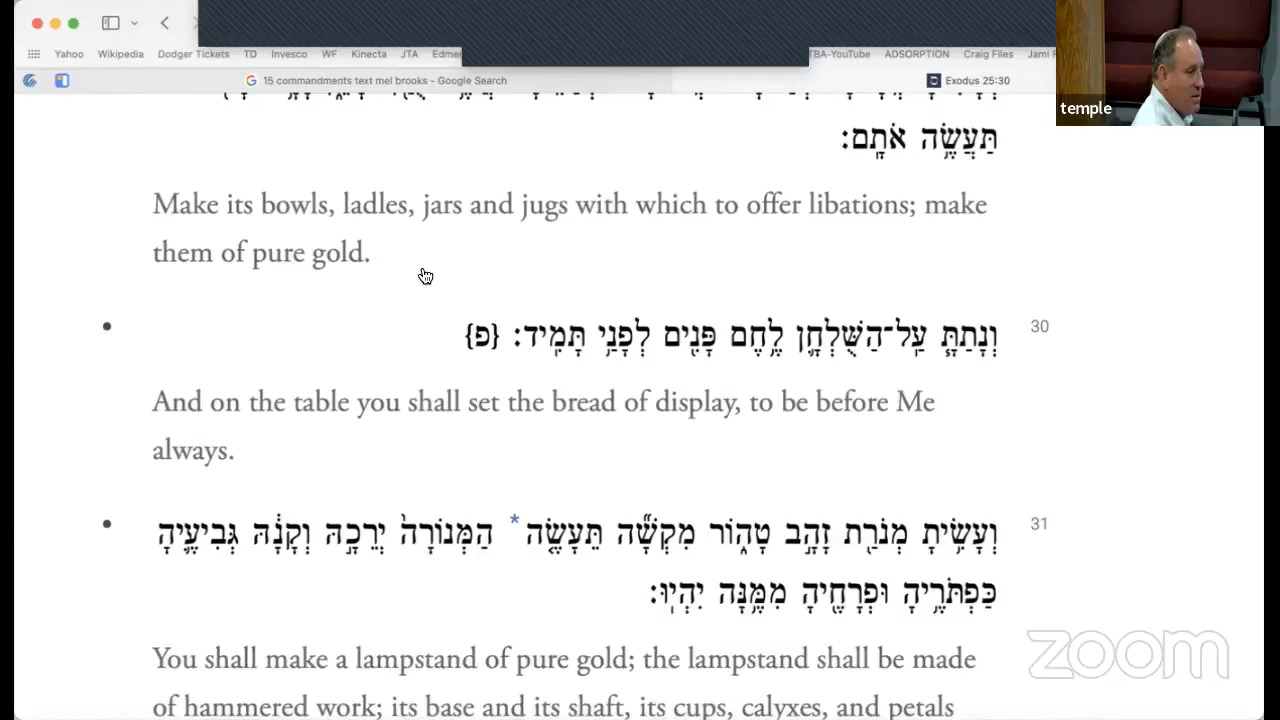 Yahoo Wikipedia Dodger Tickets TD Invesco WF Kinecta JTA TBA-YouTube ADSORPTION Craig Files
15 commandments text mel brooks - Google Search
Exodus 25:30
temple
תַּעֲשֶׂ֥ה אֹתָֽם׃
Make its bowls, ladles, jars and jugs with which to offer libations; make
them of pure gold.
30
וְנָתַתָּ֧ עַֽל־הַשֻּׁלְחָ֛ן לֶ֥חֶם פָּנִ֖ים לְפָנַ֥י תָּמִֽיד׃ {פ}
And on the table you shall set the bread of display, to be before Me
always.
31
וְעָשִׂ֥יתָ מְנֹרַ֖ת זָהָ֣ב טָה֑וֹר מִקְשָׁ֞ה תֵּעָשֶׂ֤ה * הַמְּנוֹרָה֙ יְרֵכָ֣הּ וְקָנָ֔הּ גְּבִיעֶ֛יהָ
כַּפְתֹּרֶ֥יהָ וּפְרָחֶ֖יהָ מִמֶּ֥נָּה יִהְיֽוּ׃
You shall make a lampstand of pure gold; the lampstand shall be made
of hammered work; its base and its shaft, its cups, calyxes, and petals
zoom